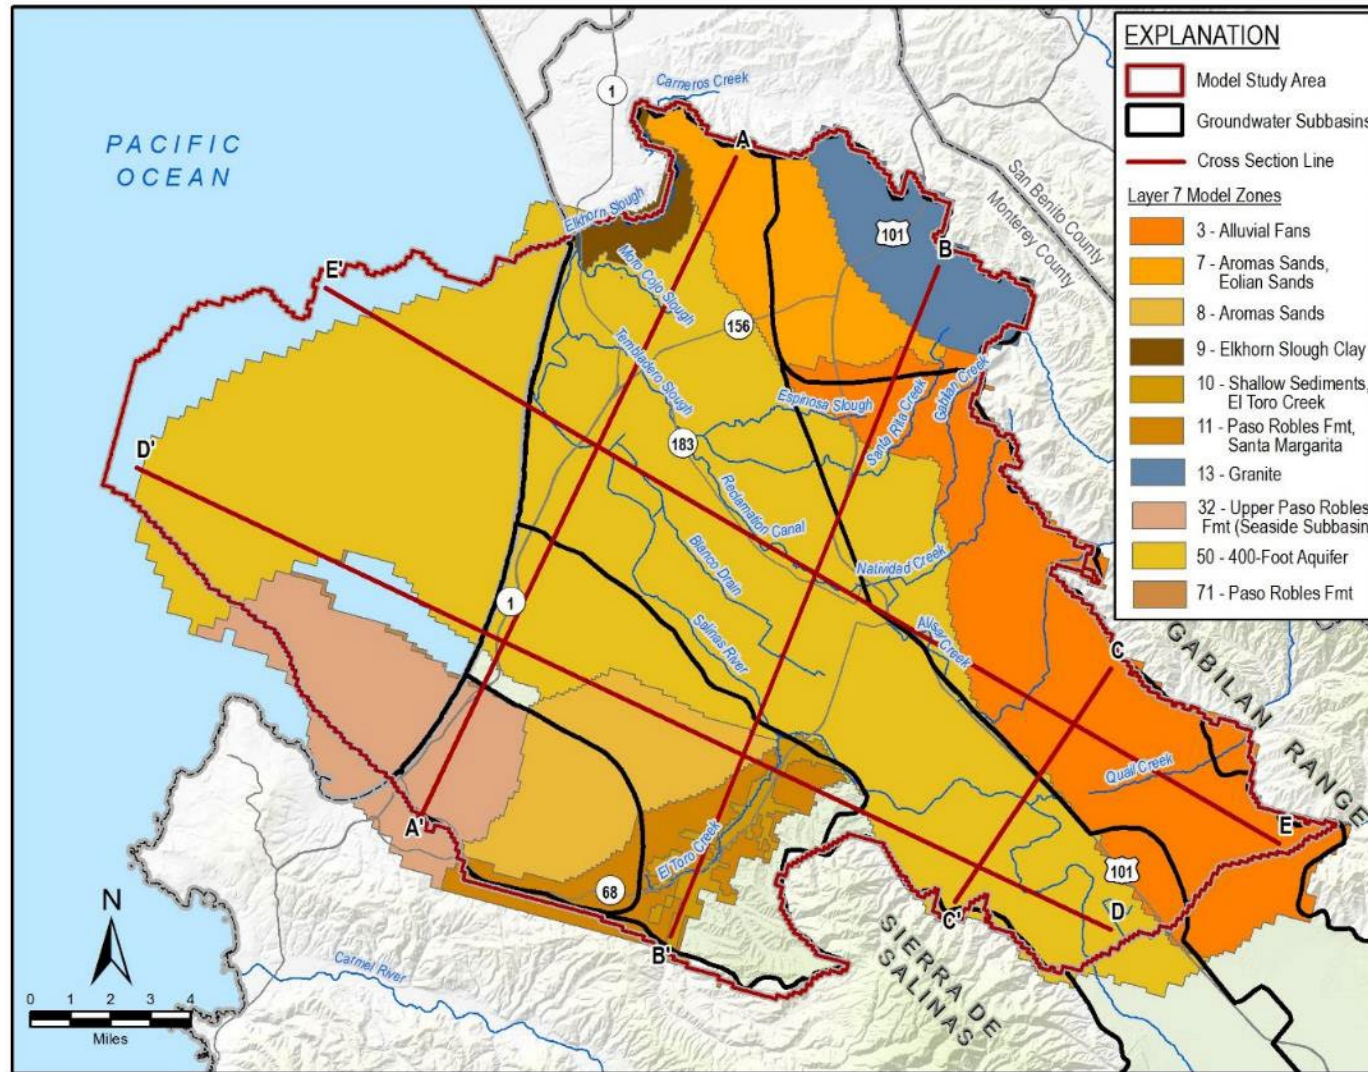 EXPLANATION
Model Study Area
Groundwater Subbasins
Cross Section Line
Layer 7 Model Zones
3 - Alluvial Fans
7 - Aromas Sands,
Eolian Sands
8 - Aromas Sands
9 - Elkhorn Slough Clay
10 - Shallow Sediments,
El Toro Creek
11 - Paso Robles Fmt,
Santa Margarita
13 - Granite
32 - Upper Paso Robles
Fmt (Seaside Subbasin
50 - 400-Foot Aquifer
71 - Paso Robles Fmt
PACIFIC
OCEAN
1
Carneros Creek
A
San Benito County
Monterey County
101
B
Elkhorn Slough
Moro Cojo Slough
E'
156
Tembladero Slough
Espinosa Slough
Santa Rita Creek
Gabilan Creek
183
D'
Reclamation Canal
Blanco Drain
Natividad Creek
1
Salinas River
Alisal Creek
C
GABILAN
RANGE
Quail Creek
A'
El Toro Creek
E
68
101
D
C'
B'
SIERRA DE
SALINAS
Carmel River
N
0 1 2 3 4
Miles